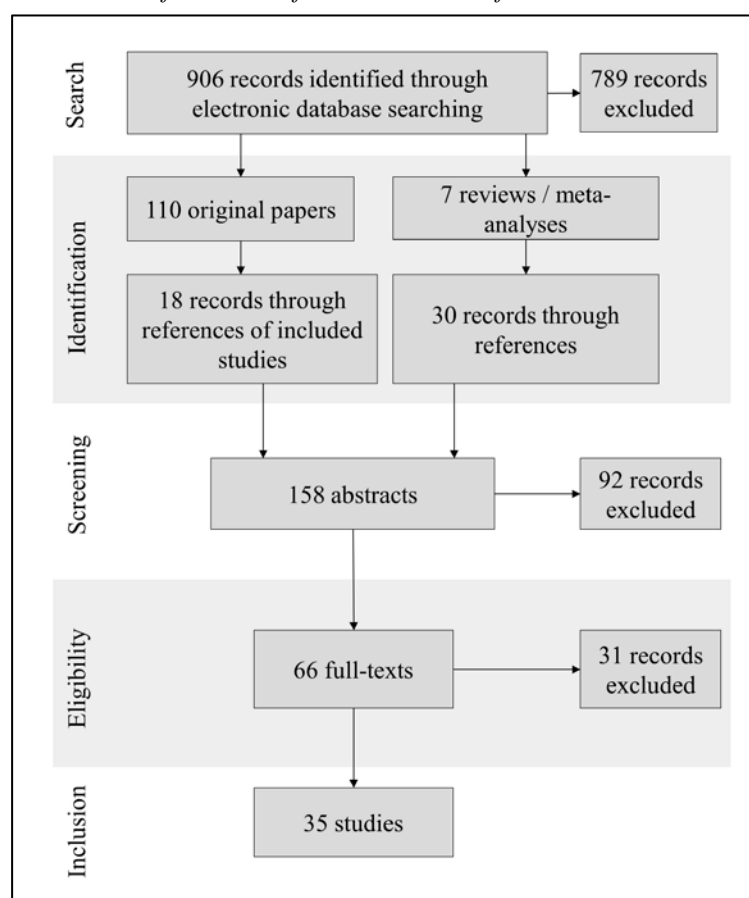 Search
906 records identified through
electronic database searching
789 records
excluded
Identification
110 original papers
7 reviews / meta-
analyses
18 records through
references of included
studies
30 records through
references
Screening
158 abstracts
92 records
excluded
Eligibility
66 full-texts
31 records
excluded
Inclusion
35 studies